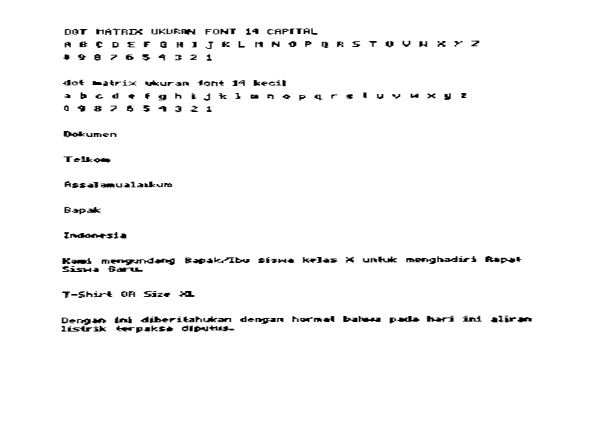 DOT MATRIX UKURAN FONT 14 CAPITAL
A B C D E F G H I J K L M N O P Q R S T U V W X Y Z
0 9 8 7 6 5 4 3 2 1
dot matrix ukuran font 14 kecil
a b c d e f g h i j k l m n o p q r s t u v w x y z
0 9 8 7 6 5 4 3 2 1
Dokumen
Telkom
Assalamualaikum
Bapak
Indonesia
Kami mengundang Bapak/Ibu siswa kelas X untuk menghadiri Rapat
Siswa Baru.
T-Shirt OR Size XL
Dengan ini diberitahukan dengan hormat bahwa pada hari ini aliran
listrik terpaksa diputus.